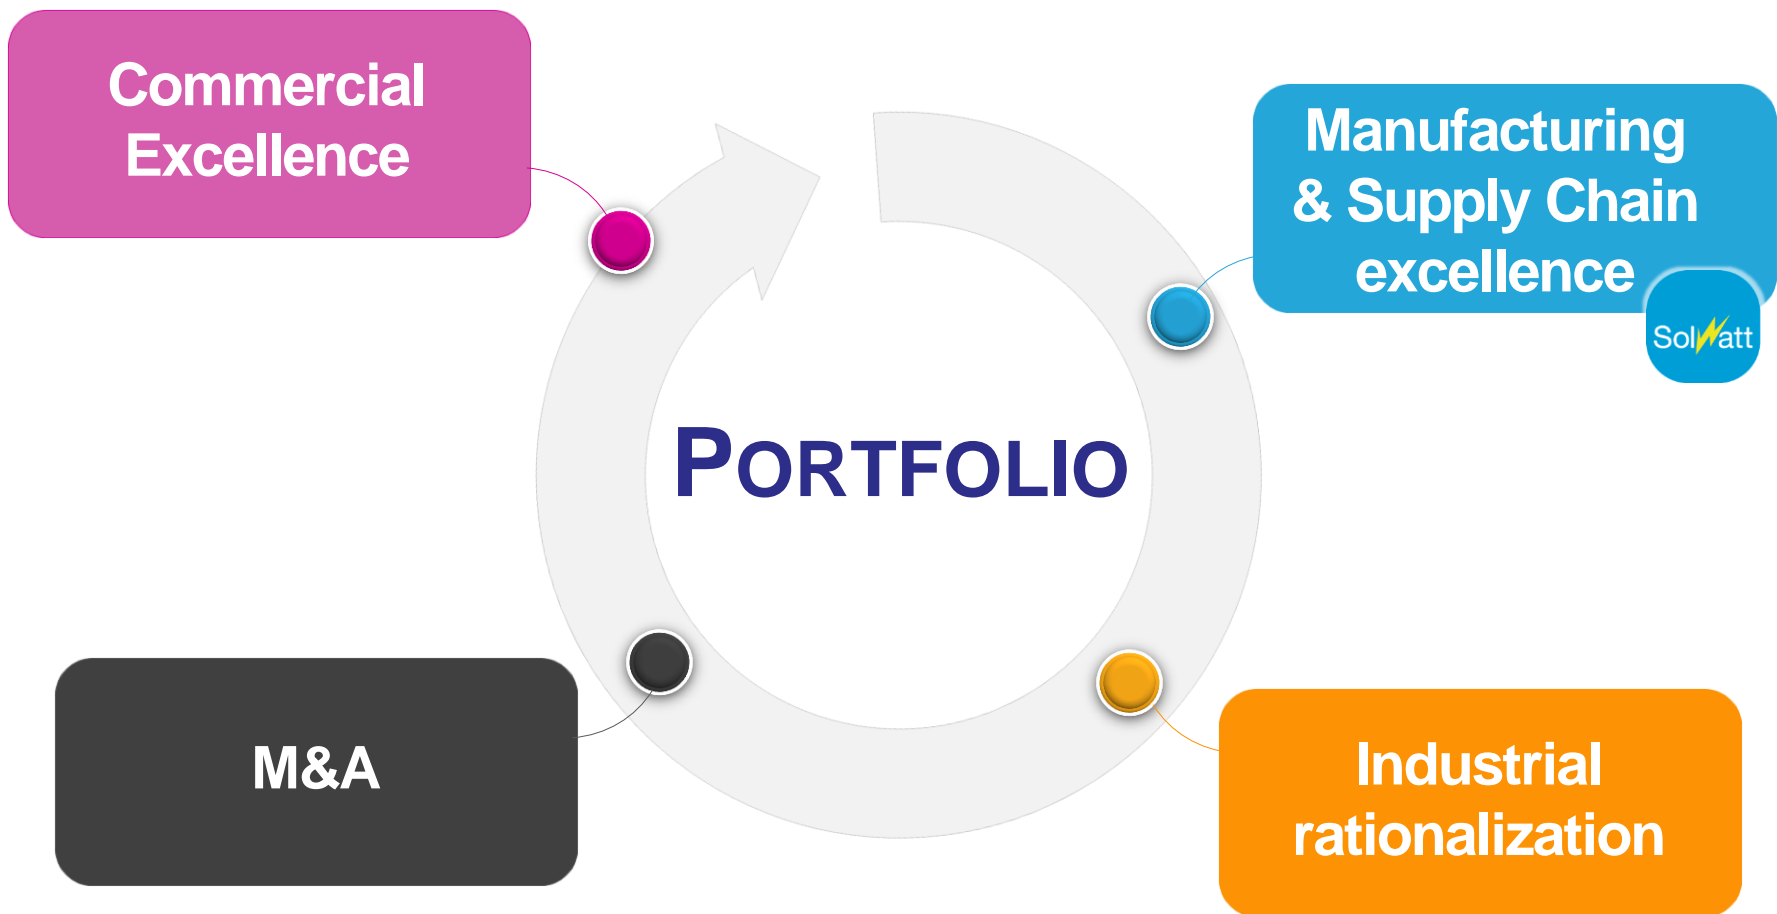 Commercial
Excellence
Manufacturing
& Supply Chain
excellence
SolWatt
PORTFOLIO
M&A
Industrial
rationalization